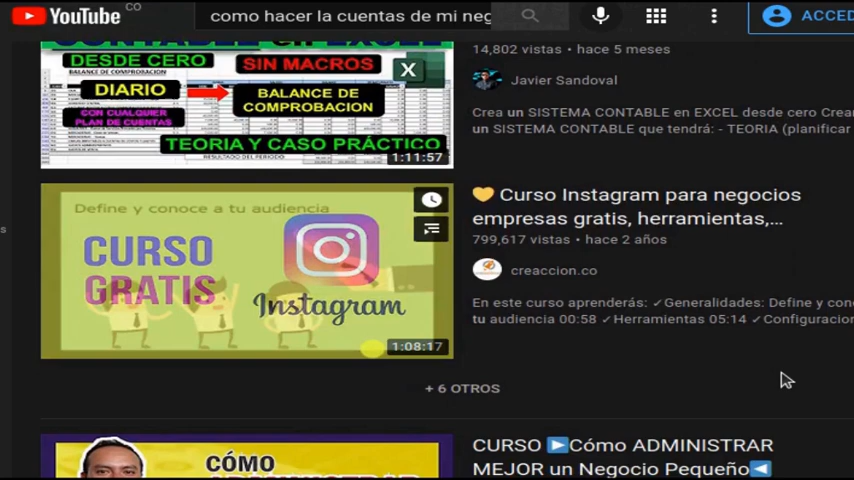 YouTube CO
como hacer la cuentas de mi neg
ACCED
DESDE CERO
SIN MACROS
BALANCE DE COMPROBACION
DIARIO
BALANCE DE
COMPROBACION
X
CON CUALQUIER
PLAN DE CUENTAS
TEORIA Y CASO PRÁCTICO
RESULTADO DEL PERIODO
1:11:57
14,802 vistas • hace 5 meses
Javier Sandoval
Crea un SISTEMA CONTABLE en EXCEL desde cero Crear
un SISTEMA CONTABLE que tendrá: - TEORIA (planificar
Define y conoce a tu audiencia
CURSO
GRATIS
Instagram
1:08:17
💛 Curso Instagram para negocios
empresas gratis, herramientas,...
799,617 vistas • hace 2 años
creaccion.co
En este curso aprenderás: ✓Generalidades: Define y cono
tu audiencia 00:58 ✓Herramientas 05:14 ✓Configuracion
+ 6 OTROS
CÓMO
CURSO ▶Cómo ADMINISTRAR
MEJOR un Negocio Pequeño◀